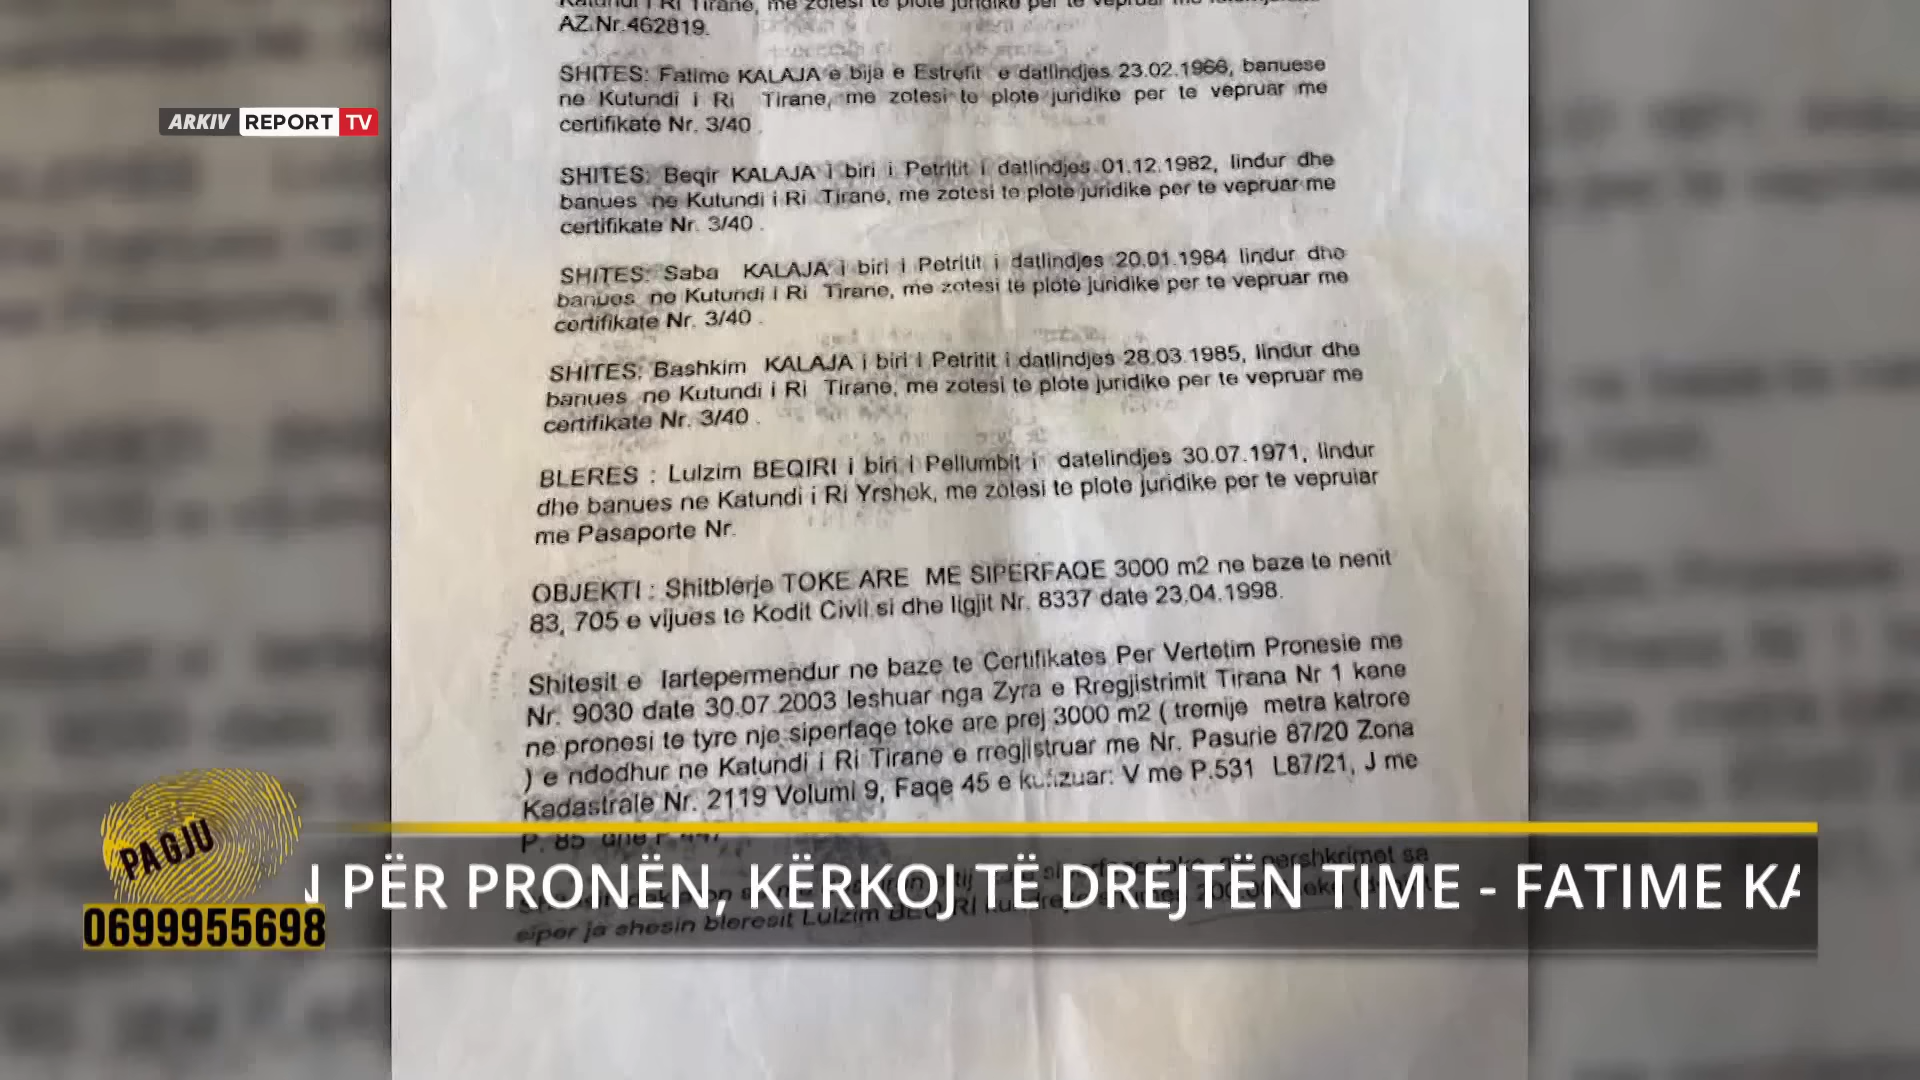 AZ.Nr.462819.
SHITES: Fatime KALAJA e bija e Estrefit e datlindjes 23.02.1966, banuese
ne Kutundi i Ri Tirane, me zotesi te plote juridike per te vepruar me
certifikate Nr. 3/40 .
ARKIV REPORT TV
SHITES: Beqir KALAJA i biri i Petritit i datlindjes 01.12.1982, lindur dhe
banues ne Kutundi i Ri Tirane, me zotesi te plote juridike per te vepruar me
certifikate Nr. 3/40 .
SHITES: Saba KALAJA i biri i Petritit i datlindjes 20.01.1984 lindur dhe
banues ne Kutundi i Ri Tirane, me zotesi te plote juridike per te vepruar me
certifikate Nr. 3/40 .
SHITES: Bashkim KALAJA i biri i Petritit i datlindjes 28.03.1985, lindur dhe
banues ne Kutundi i Ri Tirane, me zotesi te plote juridike per te vepruar me
certifikate Nr. 3/40 .
BLERES : Lulzim BEQIRI i biri i Pellumbit i datelindjes 30.07.1971, lindur
dhe banues ne Katundi i Ri Yrshek, me zotesi te plote juridike per te vepruiar
me Pasaporte Nr.
OBJEKTI : Shitblerje TOKE ARE ME SIPERFAQE 3000 m2 ne baze te nenit
83, 705 e vijues te Kodit Civil si dhe ligjit Nr. 8337 date 23.04.1998.
Shitesit e lartepermendur ne baze te Certifikates Per Vertetim Pronesie me
Nr. 9030 date 30.07.2003 leshuar nga Zyra e Rregjistrimit Tirana Nr 1 kane
ne pronesi te tyre nje siperfaqe toke are prej 3000 m2 ( tremije metra katrore
) e ndodhur ne Katundi i Ri Tirane e rregjistruar me Nr. Pasurie 87/20 Zona
Kadastrale Nr. 2119 Volumi 9, Faqe 45 e kufizuar: V me P.531 L87/21, J me
P. 85 dhe P 447
siper ja shesin bleresit Lulzim BEQIRI
PA GJU
N PËR PRONËN, KËRKOJ TË DREJTËN TIME - FATIME KA
0699955698